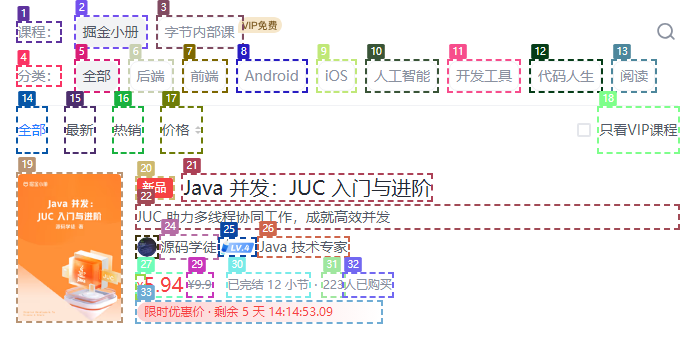 1 2 3
课程： 掘金小册 字节内部课 VIP免费
4 5 6 7 8 9 10 11 12 13
分类： 全部 后端 前端 Android iOS 人工智能 开发工具 代码人生 阅读
14 15 16 17 18
全部 最新 热销 价格 只看VIP课程
19 20 21
新品 Java 并发：JUC 入门与进阶
22
JUC 助力多线程协同工作，成就高效并发
掘金小册
Java 并发：
JUC 入门与进阶
源码学徒 著
24 25 26
源码学徒 LV.4 Java 技术专家
27 29 30 31 32
¥5.94 ¥9.9 已完结 12 小节 · 223人已购买
33
限时优惠价 · 剩余 5 天 14:14:53.09